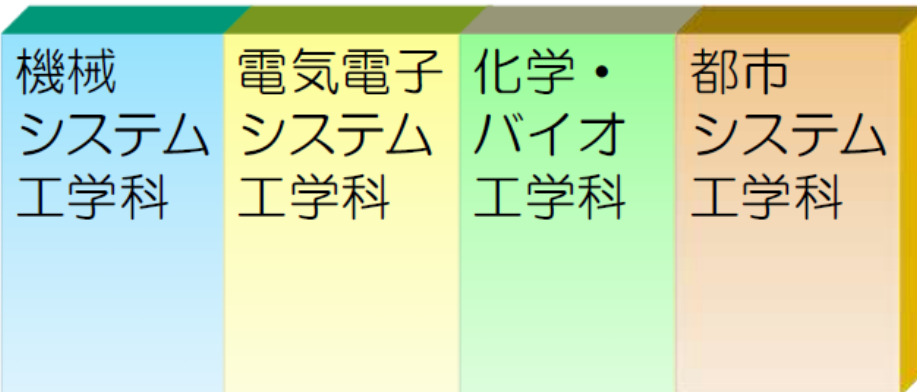 機械
システム
工学科
電気電子
システム
工学科
化学・
バイオ
工学科
都市
システム
工学科